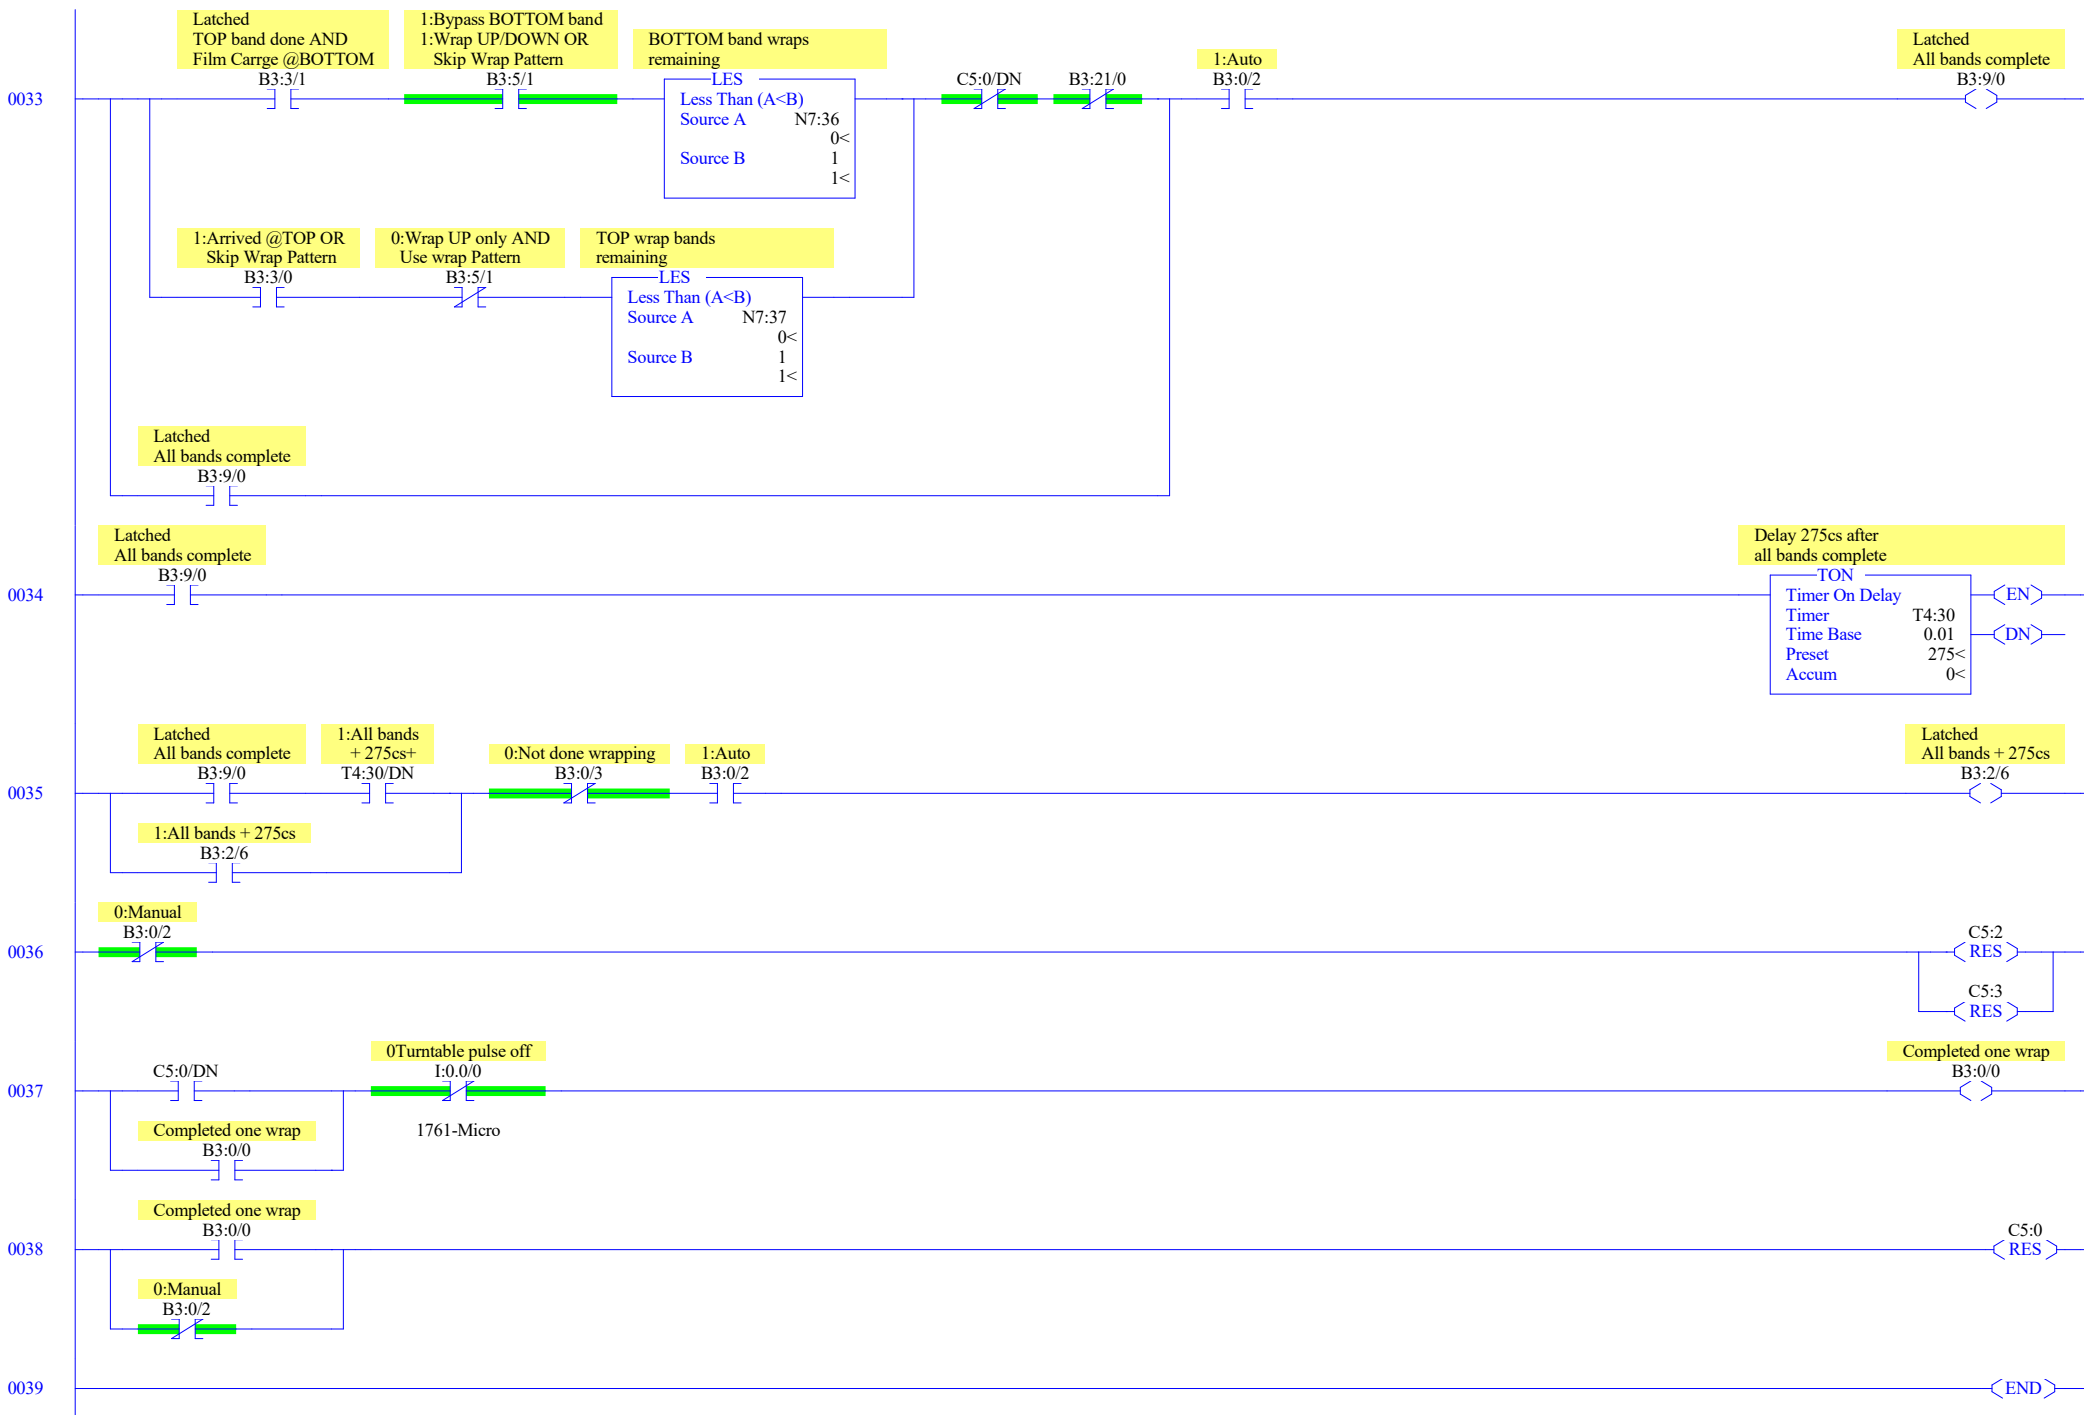 Latched
TOP band done AND
Film Carrge @BOTTOM
B3:3/1
1:Bypass BOTTOM band
1:Wrap UP/DOWN OR
Skip Wrap Pattern
B3:5/1
BOTTOM band wraps
remaining
LES
Less Than (A<B)
Source A N7:36
0<
Source B 1
1<
C5:0/DN
B3:21/0
1:Auto
B3:0/2
Latched
All bands complete
B3:9/0
0033
1:Arrived @TOP OR
Skip Wrap Pattern
B3:3/0
0:Wrap UP only AND
Use wrap Pattern
B3:5/1
TOP wrap bands
remaining
LES
Less Than (A<B)
Source A N7:37
0<
Source B 1
1<
Latched
All bands complete
B3:9/0
Latched
All bands complete
B3:9/0
0034
Delay 275cs after
all bands complete
TON
Timer On Delay
Timer T4:30
Time Base 0.01
Preset 275<
Accum 0<
EN
DN
Latched
All bands complete
B3:9/0
1:All bands
+ 275cs+
T4:30/DN
0:Not done wrapping
B3:0/3
1:Auto
B3:0/2
Latched
All bands + 275cs
B3:2/6
0035
1:All bands + 275cs
B3:2/6
0:Manual
B3:0/2
0036
C5:2
RES
C5:3
RES
C5:0/DN
0Turntable pulse off
I:0.0/0
1761-Micro
Completed one wrap
B3:0/0
0037
Completed one wrap
B3:0/0
Completed one wrap
B3:0/0
0038
C5:0
RES
0:Manual
B3:0/2
0039
END